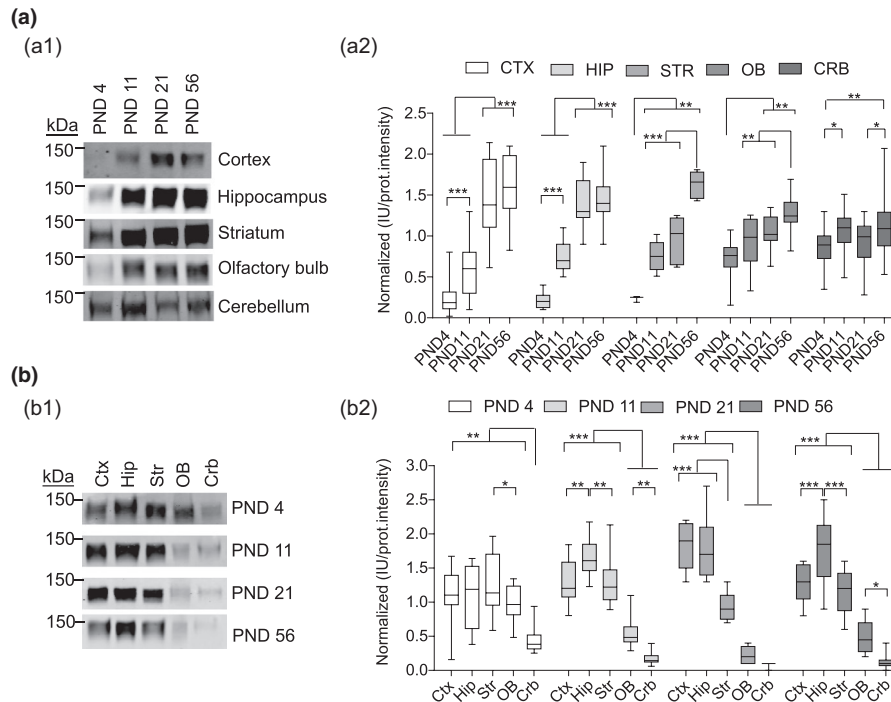 (a)
(a1)
(a2)
CTX HIP STR OB CRB
kDa PND 4 PND 11 PND 21 PND 56
150 Cortex
150 Hippocampus
150 Striatum
150 Olfactory bulb
150 Cerebellum
Normalized (IU/prot.intensity)
2.5
2.0
1.5
1.0
0.5
0.0
*** *** *** *** ** *** ** ** ** * *
PND4 PND11 PND21 PND56 PND4 PND11 PND21 PND56 PND4 PND11 PND21 PND56 PND4 PND11 PND21 PND56 PND4 PND11 PND21 PND56
(b)
(b1)
(b2)
PND 4 PND 11 PND 21 PND 56
kDa Ctx Hip Str OB Crb
150 PND 4
150 PND 11
150 PND 21
150 PND 56
Normalized (IU/prot.intensity)
3.0
2.5
2.0
1.5
1.0
0.5
0.0
** * *** ** ** ** *** *** *** *** *** *
Ctx Hip Str OB Crb Ctx Hip Str OB Crb Ctx Hip Str OB Crb Ctx Hip Str OB Crb